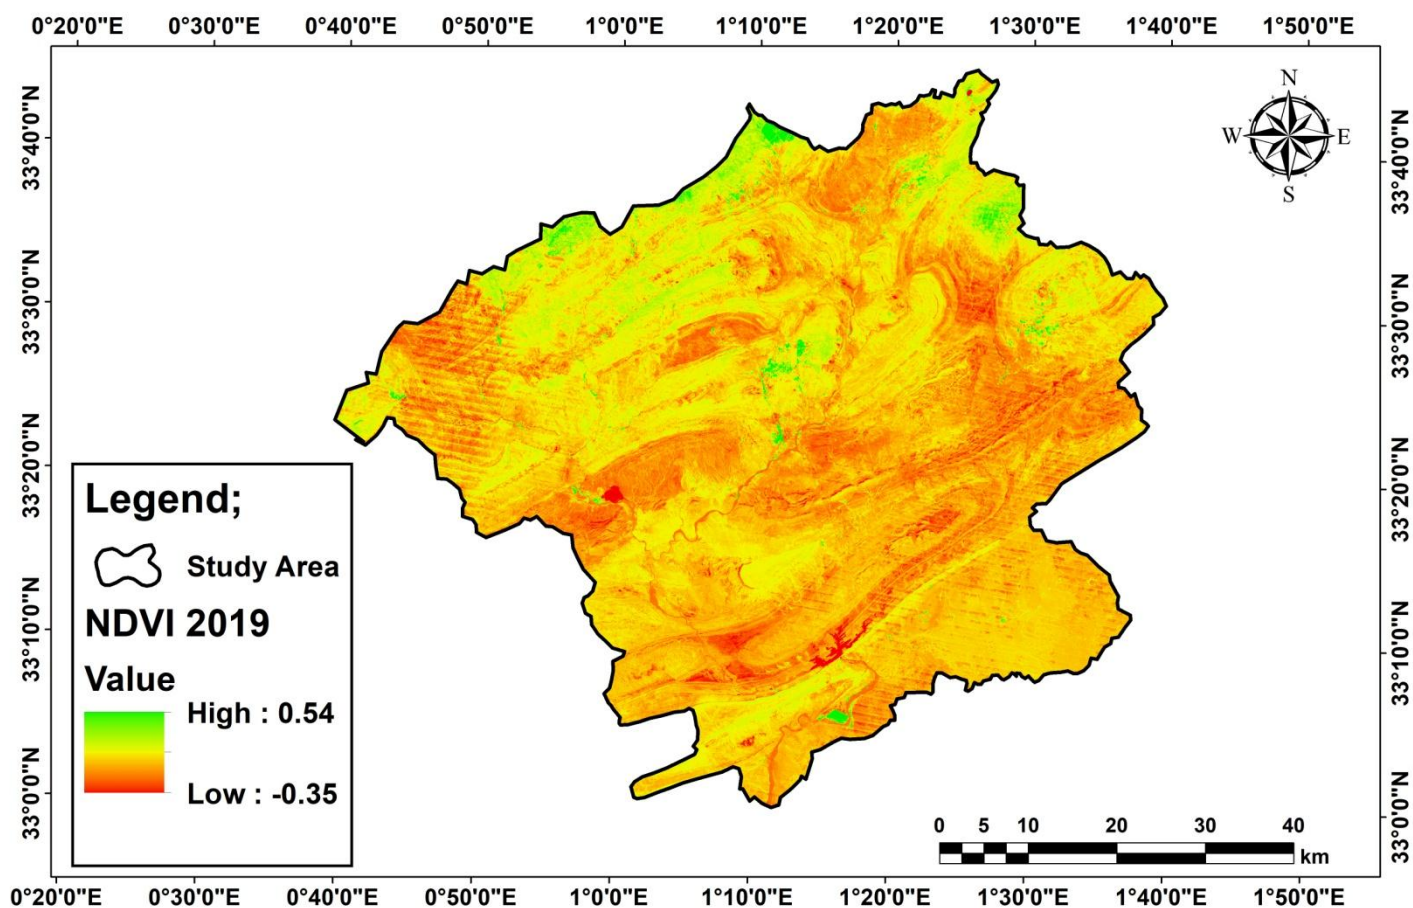 0°20'0"E 0°30'0"E 0°40'0"E 0°50'0"E 1°0'0"E 1°10'0"E 1°20'0"E 1°30'0"E 1°40'0"E 1°50'0"E
N
W E
S
33°40'0"N
33°30'0"N
33°20'0"N
33°10'0"N
33°0'0"N
33°40'0"N
33°30'0"N
33°20'0"N
33°10'0"N
33°0'0"N
Legend;
Study Area
NDVI 2019
Value
High : 0.54
Low : -0.35
0 5 10 20 30 40
km
0°20'0"E 0°30'0"E 0°40'0"E 0°50'0"E 1°0'0"E 1°10'0"E 1°20'0"E 1°30'0"E 1°40'0"E 1°50'0"E